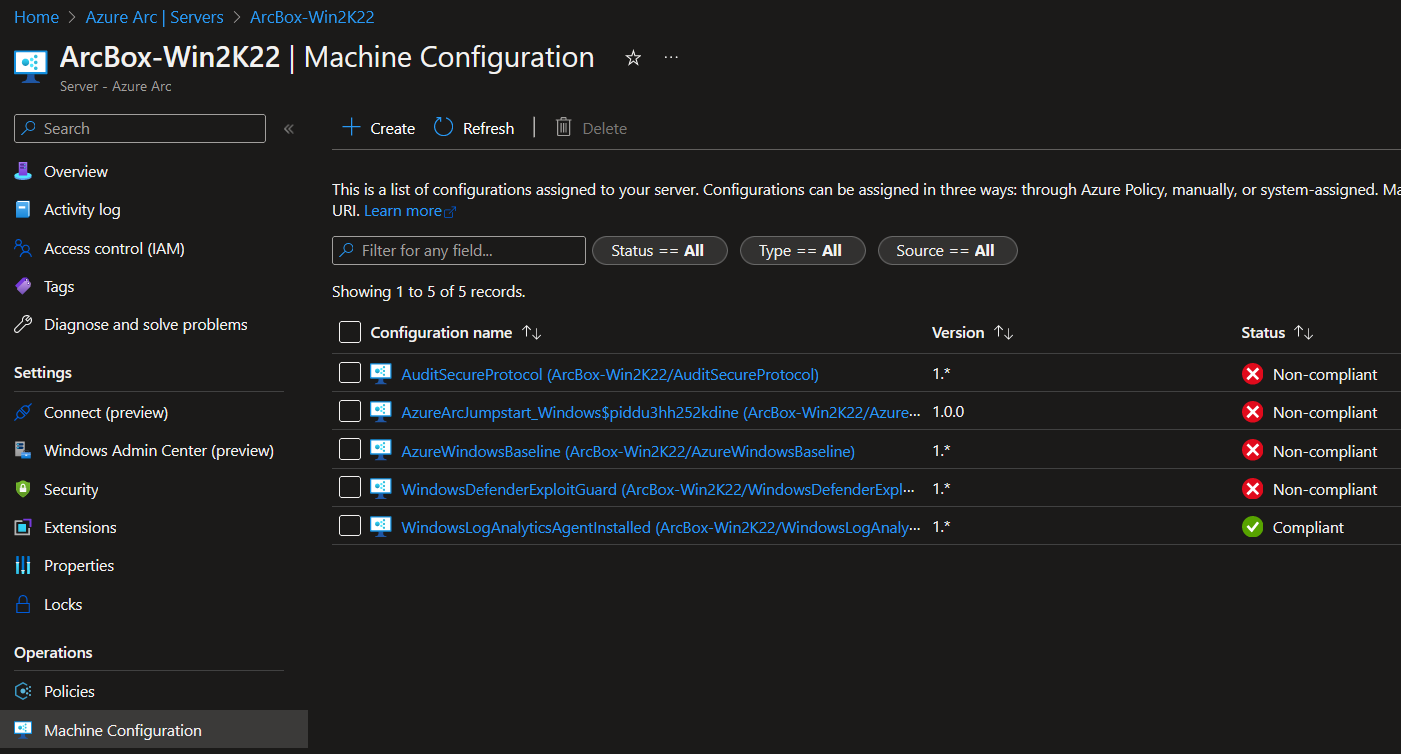 Home > Azure Arc | Servers > ArcBox-Win2K22
ArcBox-Win2K22 | Machine Configuration ☆ ...
Server - Azure Arc
Search «
Overview
Activity log
Access control (IAM)
Tags
Diagnose and solve problems
Settings
Connect (preview)
Windows Admin Center (preview)
Security
Extensions
Properties
Locks
Operations
Policies
Machine Configuration
+ Create Refresh | Delete
This is a list of configurations assigned to your server. Configurations can be assigned in three ways: through Azure Policy, manually, or system-assigned. Ma
URI. Learn more
Filter for any field... Status == All Type == All Source == All
Showing 1 to 5 of 5 records.
Configuration name ↑↓ Version ↑↓ Status ↑↓
AuditSecureProtocol (ArcBox-Win2K22/AuditSecureProtocol) 1.* Non-compliant
AzureArcJumpstart_Windows$piddu3hh252kdine (ArcBox-Win2K22/Azure... 1.0.0 Non-compliant
AzureWindowsBaseline (ArcBox-Win2K22/AzureWindowsBaseline) 1.* Non-compliant
WindowsDefenderExploitGuard (ArcBox-Win2K22/WindowsDefenderExpl... 1.* Non-compliant
WindowsLogAnalyticsAgentInstalled (ArcBox-Win2K22/WindowsLogAnaly... 1.* Compliant